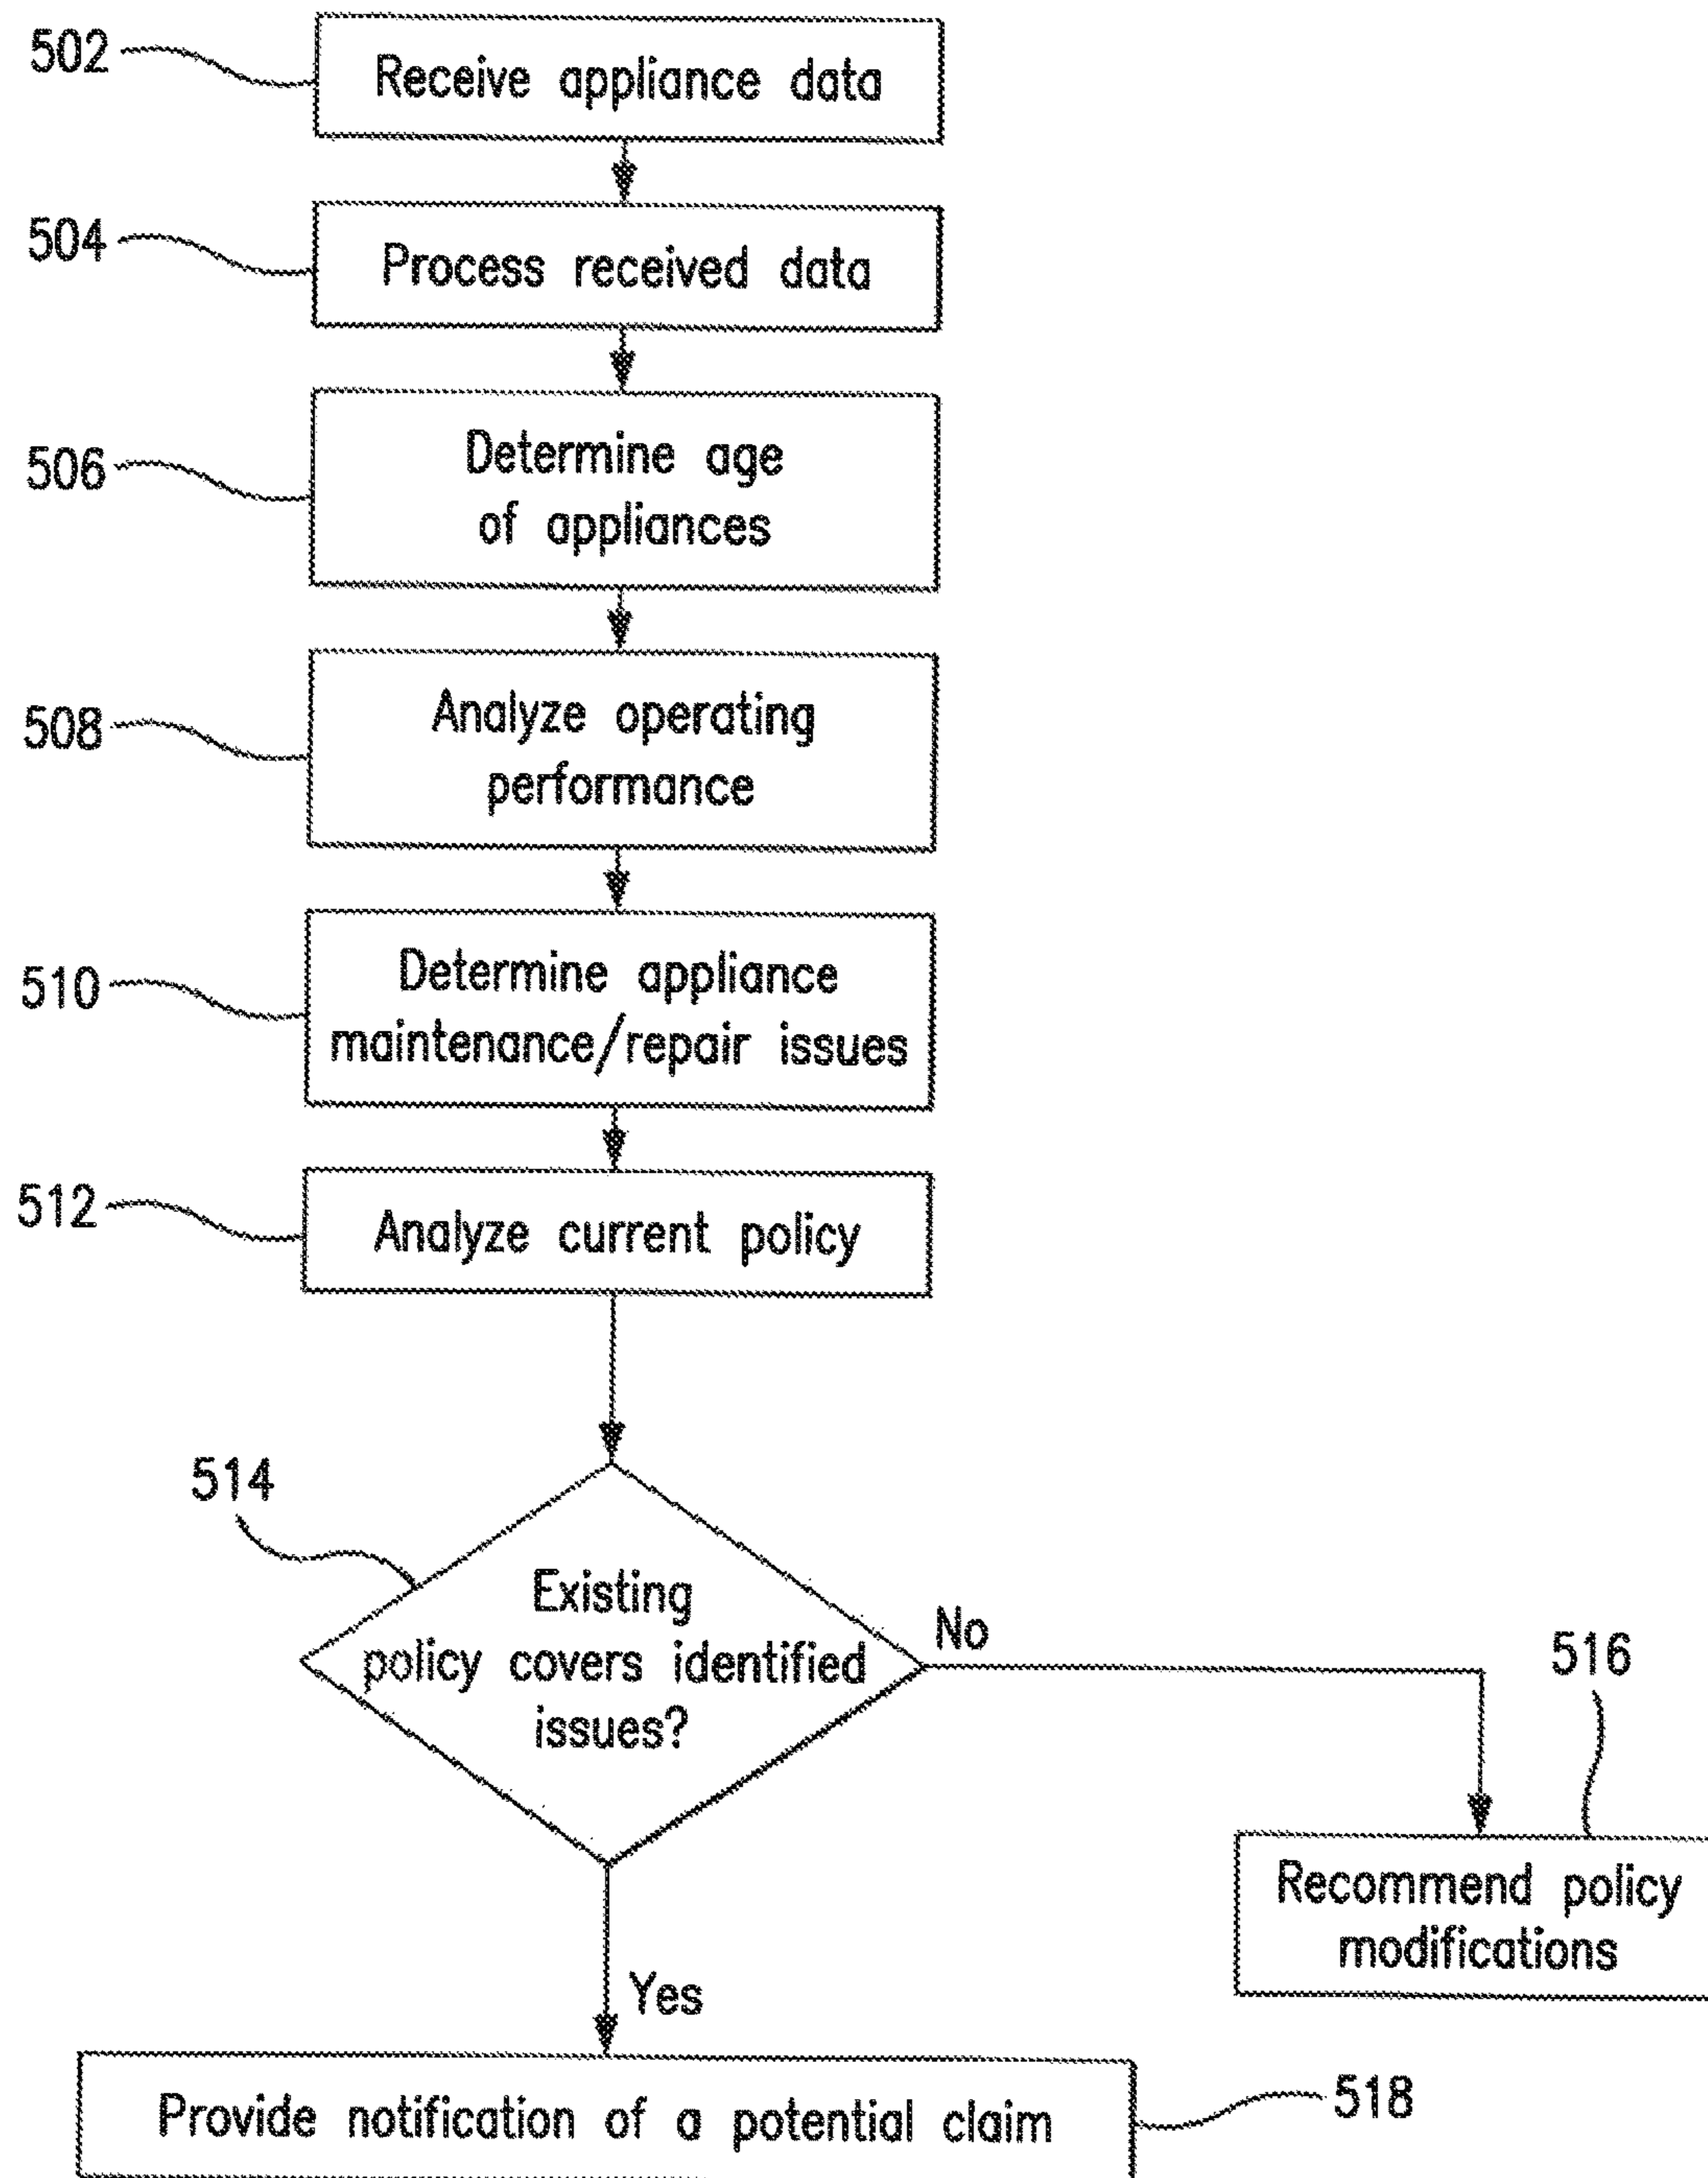 502
Receive appliance data
504
Process received data
506
Determine age
of appliances
508
Analyze operating
performance
510
Determine appliance
maintenance/repair issues
512
Analyze current policy
514
Existing
policy covers identified
issues?
No
516
Recommend policy
modifications
Yes
Provide notification of a potential claim
518